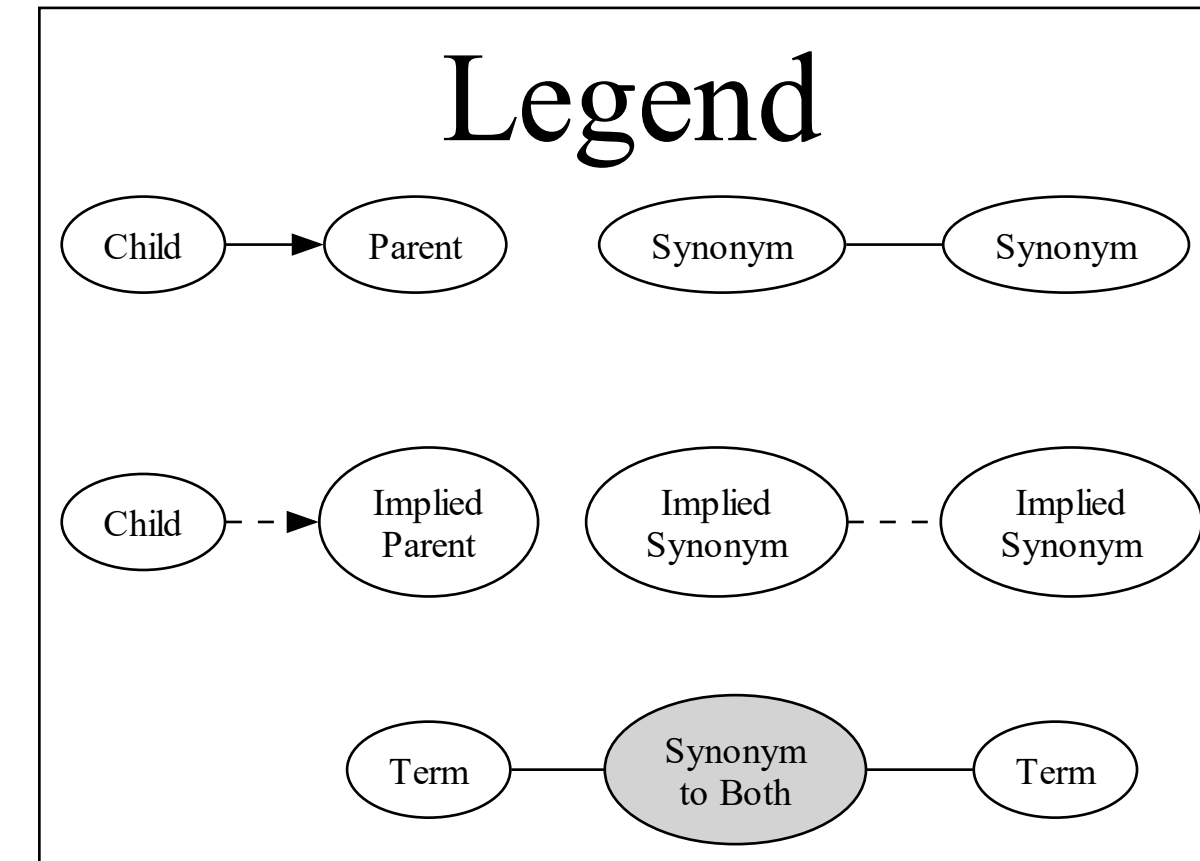 Legend
Child
Parent
Synonym
Synonym
Child
Implied
Parent
Implied
Synonym
Implied
Synonym
Term
Synonym
to Both
Term